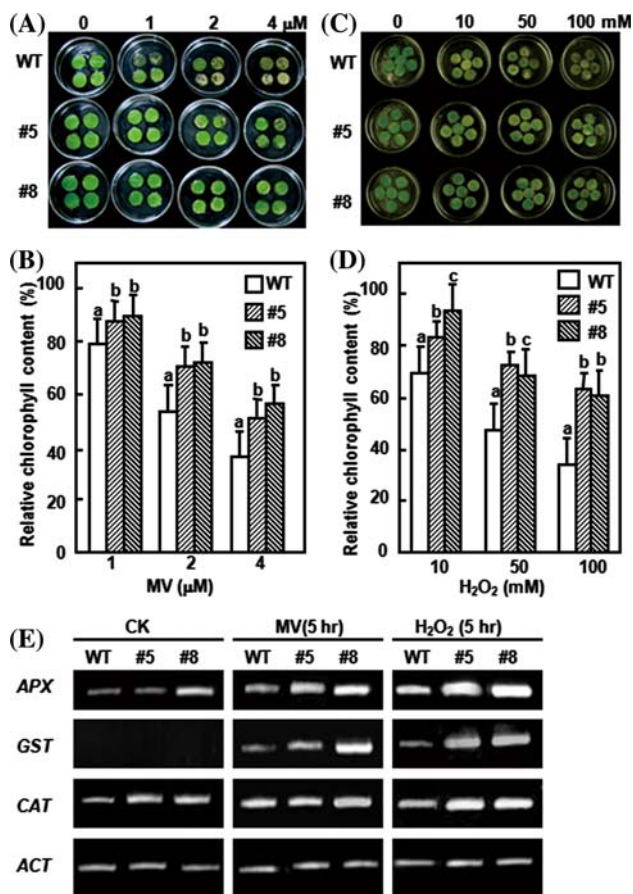 (A) 0 1 2 4 µM
WT
#5
#8
(C) 0 10 50 100 mM
WT
#5
#8
(B)
Relative chlorophyll content (%)
100
80
60
40
20
0
a b b
a b b
a b b
WT
#5
#8
1 2 4
MV (µM)
(D)
Relative chlorophyll content (%)
100
80
60
40
20
0
a b c
a b c
a b b
WT
#5
#8
10 50 100
H₂O₂ (mM)
(E)
CK MV(5 hr) H₂O₂ (5 hr)
WT #5 #8 WT #5 #8 WT #5 #8
APX
GST
CAT
ACT